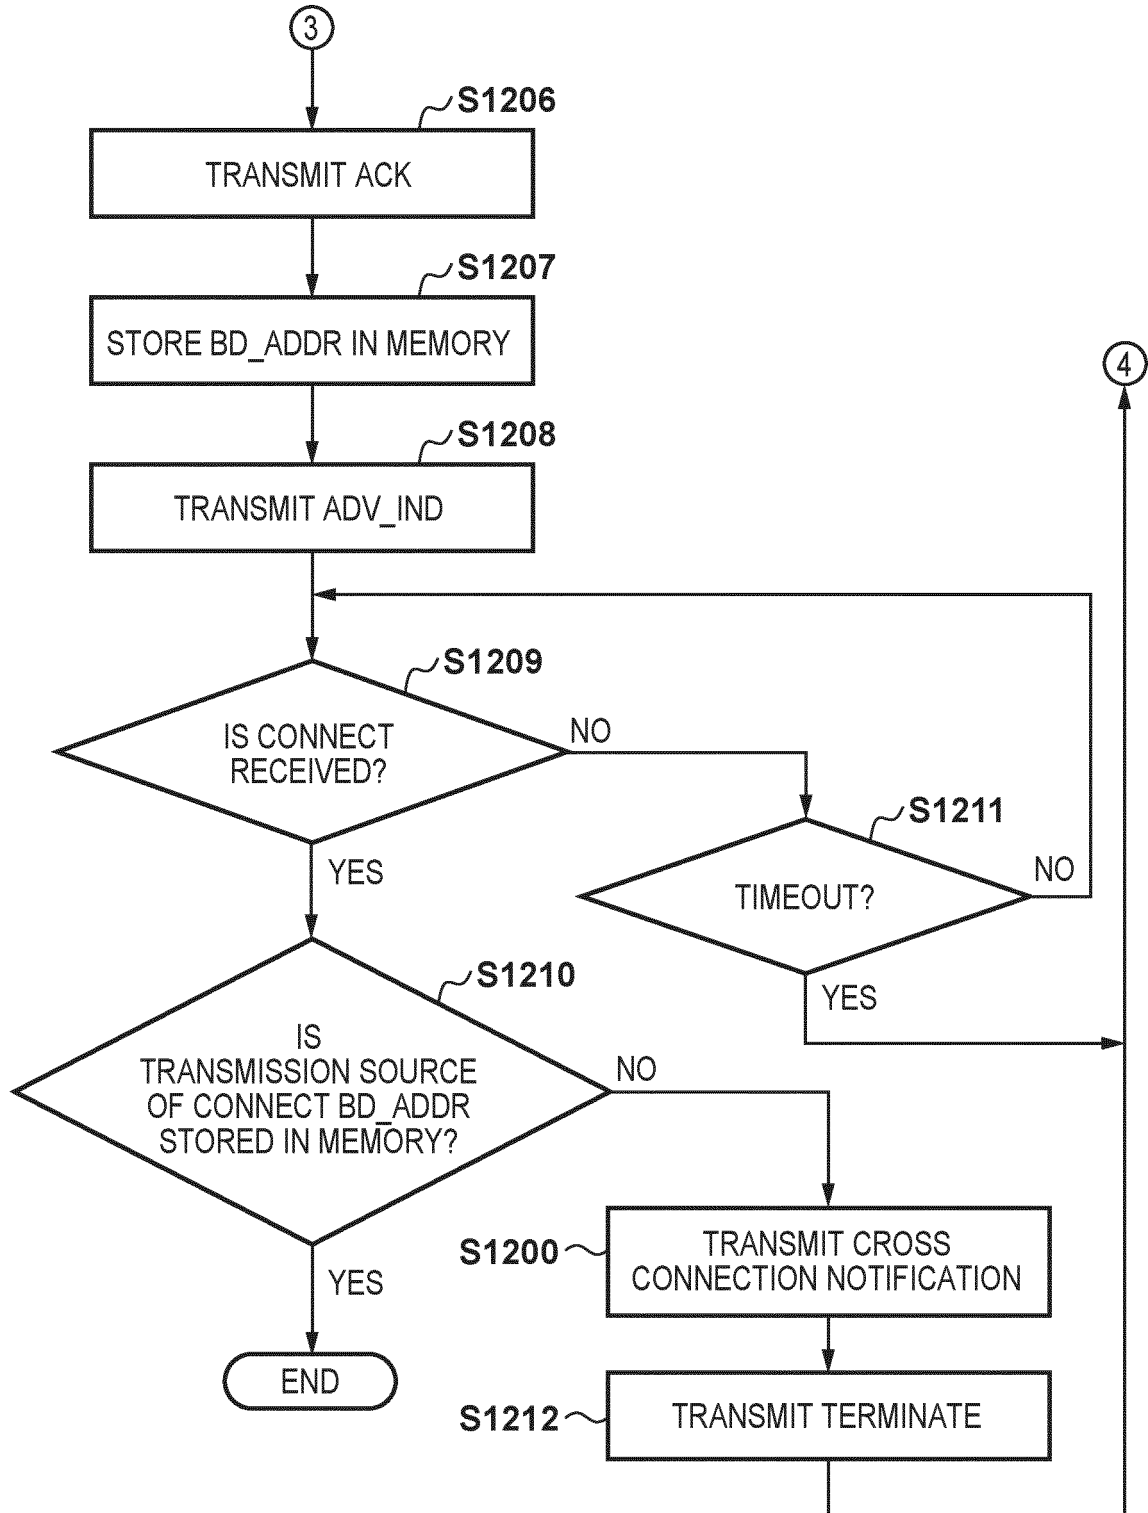 3
S1206
TRANSMIT ACK
S1207
STORE BD_ADDR IN MEMORY
4
S1208
TRANSMIT ADV_IND
S1209
IS CONNECT
RECEIVED?
NO
S1211
TIMEOUT?
NO
YES
YES
S1210
IS
TRANSMISSION SOURCE
OF CONNECT BD_ADDR
STORED IN MEMORY?
NO
S1200
TRANSMIT CROSS
CONNECTION NOTIFICATION
YES
END
S1212
TRANSMIT TERMINATE